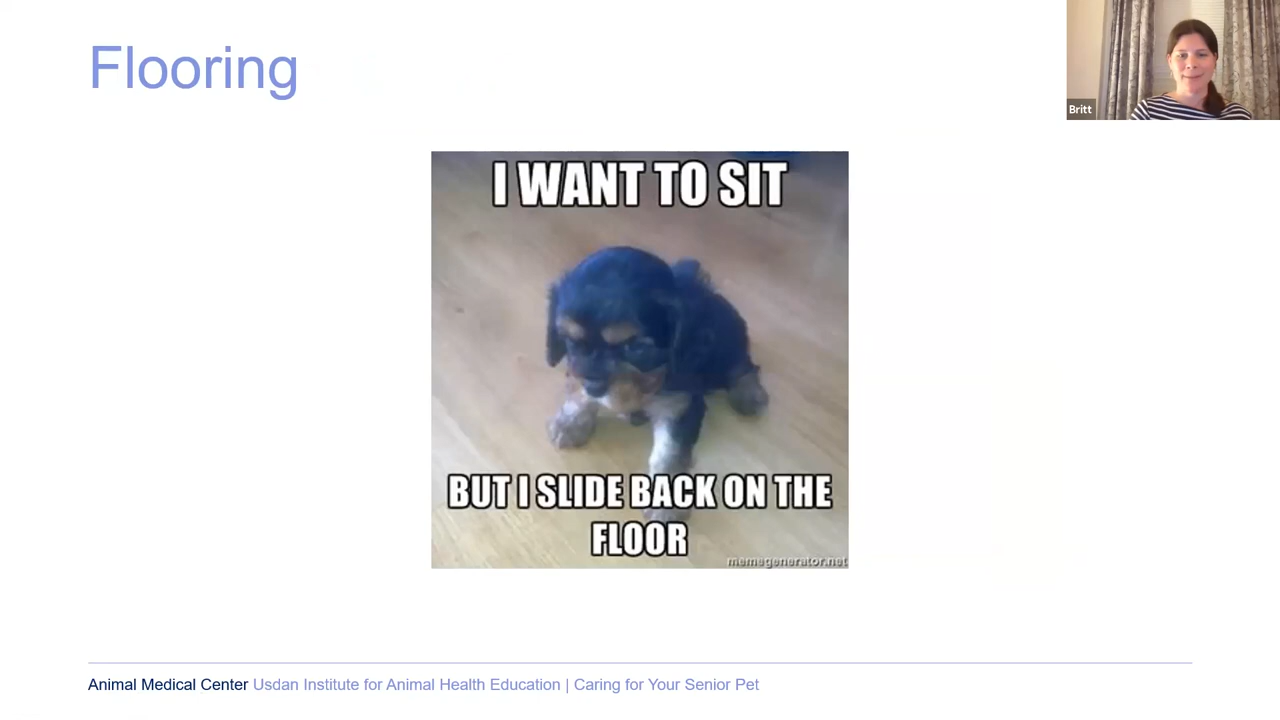 Flooring
Britt
I WANT TO SIT
BUT I SLIDE BACK ON THE
FLOOR
memegenerator.net
Animal Medical Center Usdan Institute for Animal Health Education | Caring for Your Senior Pet